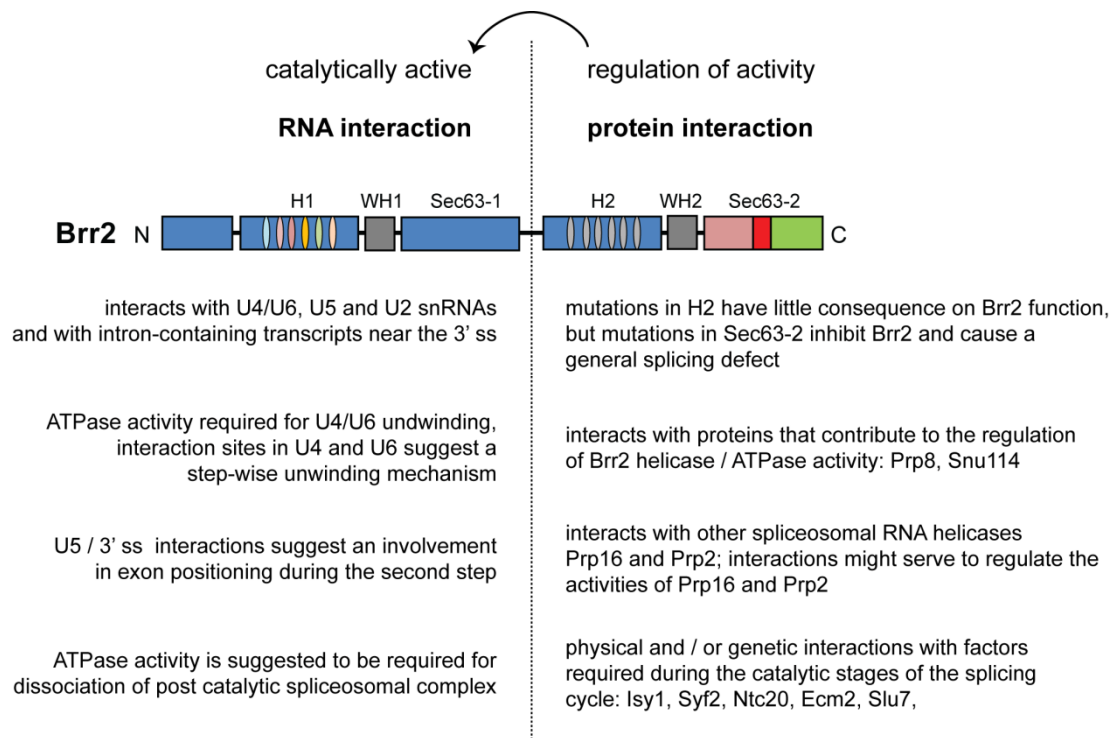 catalytically active
regulation of activity
RNA interaction
protein interaction
H1
WH1
Sec63-1
H2
WH2
Sec63-2
Brr2
N
C
interacts with U4/U6, U5 and U2 snRNAs
and with intron-containing transcripts near the 3' ss
ATPase activity required for U4/U6 undwinding,
interaction sites in U4 and U6 suggest a
step-wise unwinding mechanism
U5 / 3' ss interactions suggest an involvement
in exon positioning during the second step
ATPase activity is suggested to be required for
dissociation of post catalytic spliceosomal complex
mutations in H2 have little consequence on Brr2 function,
but mutations in Sec63-2 inhibit Brr2 and cause a
general splicing defect
interacts with proteins that contribute to the regulation
of Brr2 helicase / ATPase activity: Prp8, Snu114
interacts with other spliceosomal RNA helicases
Prp16 and Prp2; interactions might serve to regulate the
activities of Prp16 and Prp2
physical and / or genetic interactions with factors
required during the catalytic stages of the splicing
cycle: Isy1, Syf2, Ntc20, Ecm2, Slu7,